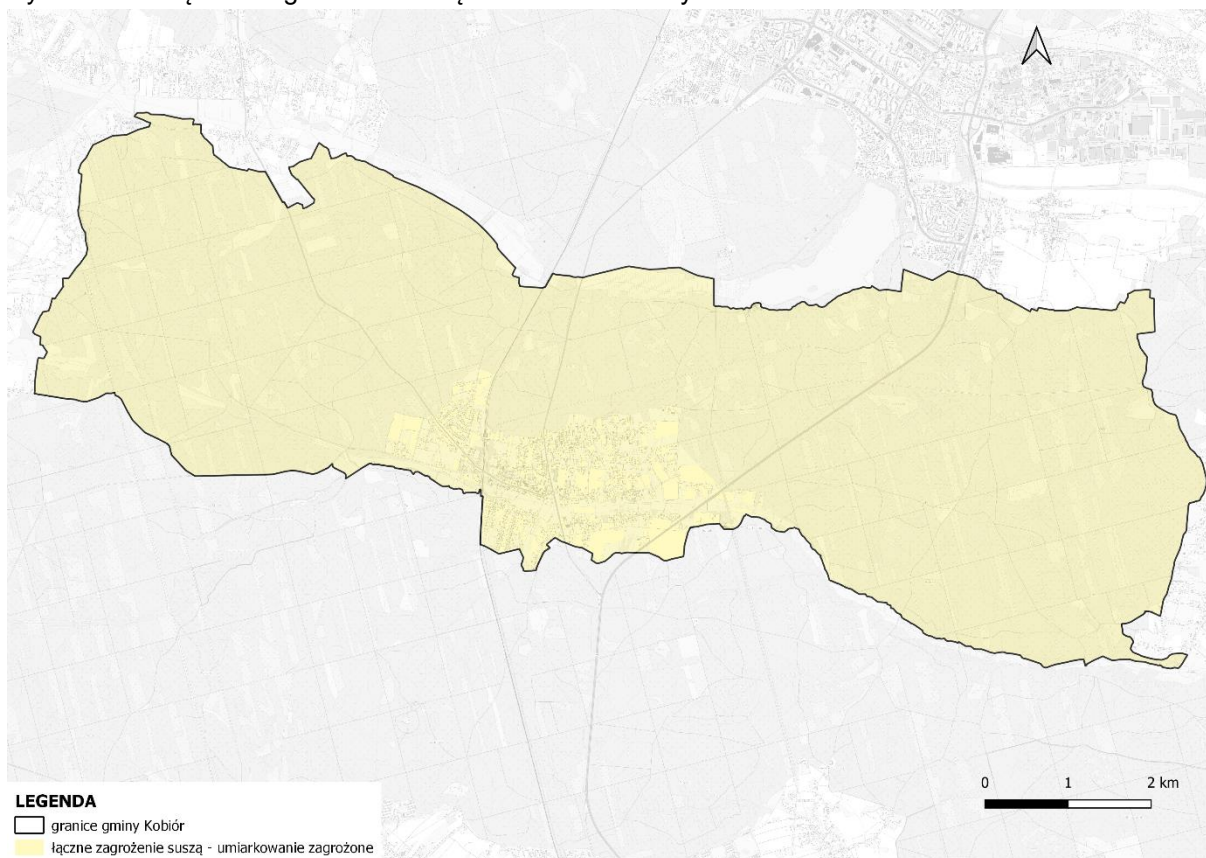 0 1 2 km
LEGENDA
granice gminy Kobiór
łączne zagrożenie suszą - umiarkowanie zagrożone